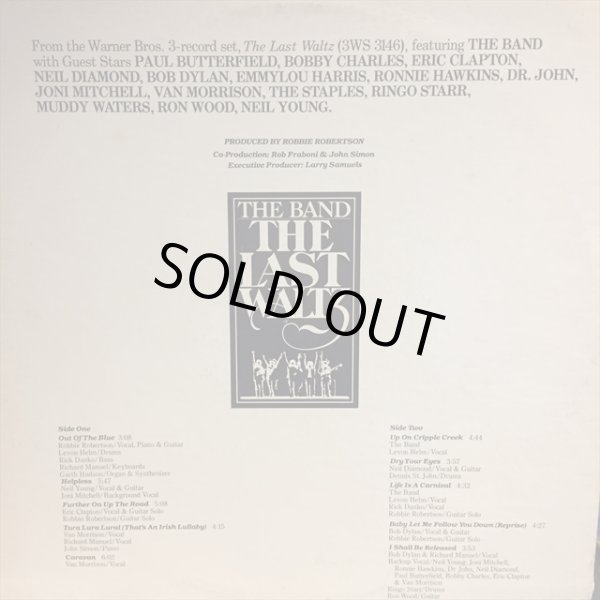 From the Warner Bros. 3-record set, The Last Waltz (3WS 3146), featuring THE BAND
with Guest Stars PAUL BUTTERFIELD, BOBBY CHARLES, ERIC CLAPTON,
NEIL DIAMOND, BOB DYLAN, EMMYLOU HARRIS, RONNIE HAWKINS, DR. JOHN,
JONI MITCHELL, VAN MORRISON, THE STAPLES, RINGO STARR,
MUDDY WATERS, RON WOOD, NEIL YOUNG.
PRODUCED BY ROBBIE ROBERTSON
Co-Production: Rob Fraboni & John Simon
Executive Producer: Larry Samuels
THE BAND
THE
LAST
WALTZ
SOLD OUT
Side One
Out Of The Blue 3:08
Robbie Robertson/Vocal, Piano & Guitar
Levon Helm/Drums
Rick Danko/Bass
Richard Manuel/Keyboards
Garth Hudson/Organ & Synthesizers
Helpless 5:47
Neil Young/Vocal & Guitar
Joni Mitchell/Background Vocal
Further On Up The Road 5:08
Eric Clapton/Vocal & Guitar Solo
Robbie Robertson/Guitar Solo
Tura Lura Lural (That's An Irish Lullaby) 4:15
Van Morrison/Vocal
Richard Manuel/Vocal
John Simon/Piano
Caravan 6:02
Van Morrison/Vocal
Side Two
Up On Cripple Creek 4:44
The Band
Levon Helm/Vocal
Dry Your Eyes 3:57
Neil Diamond/Vocal & Guitar
Dennis St. John/Drums
Life Is A Carnival 4:32
The Band
Levon Helm/Vocal
Rick Danko/Vocal
Robbie Robertson/Guitar Solo
Baby Let Me Follow You Down (Reprise) 4:27
Bob Dylan/Vocal & Guitar
Robbie Robertson/Guitar Solo
I Shall Be Released 3:53
Bob Dylan & Richard Manuel/Vocal
Backup Vocal/Neil Young, Joni Mitchell,
Ronnie Hawkins, Dr John, Neil Diamond,
Paul Butterfield, Bobby Charles, Eric Clapton
& Van Morrison
Ringo Starr/Drums
Ron Wood/Guitar